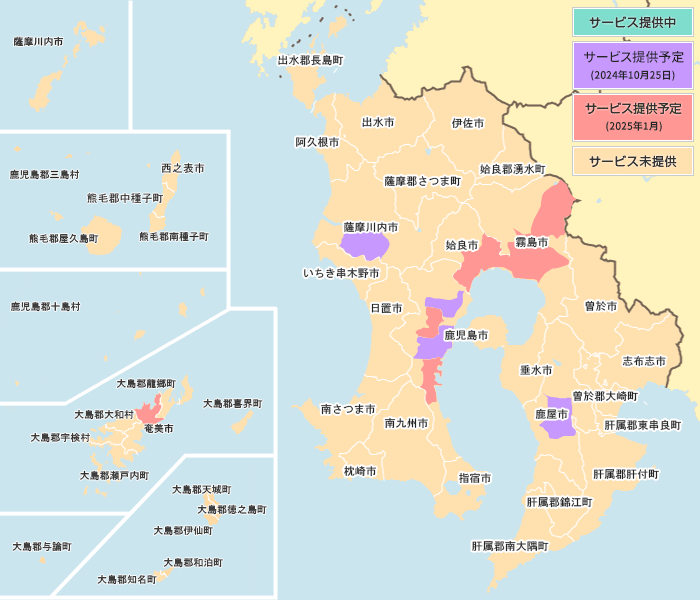 サービス提供中
サービス提供予定
(2024年10月25日)
サービス提供予定
(2025年1月)
サービス未提供
薩摩川内市
出水郡長島町
出水市
伊佐市
阿久根市
姶良郡湧水町
薩摩郡さつま町
鹿児島郡三島村
西之表市
熊毛郡中種子町
熊毛郡屋久島町
熊毛郡南種子町
薩摩川内市
姶良市
霧島市
いちき串木野市
鹿児島郡十島村
日置市
曽於市
鹿児島市
志布志市
垂水市
大島郡龍郷町
曽於郡大崎町
大島郡喜界町
南さつま市
大島郡大和村
鹿屋市
奄美市
南九州市
肝属郡東串良町
大島郡宇検村
枕崎市
指宿市
肝属郡肝付町
大島郡瀬戸内町
大島郡天城町
肝属郡錦江町
大島郡徳之島町
大島郡伊仙町
大島郡与論町
肝属郡南大隅町
大島郡和泊町
大島郡知名町